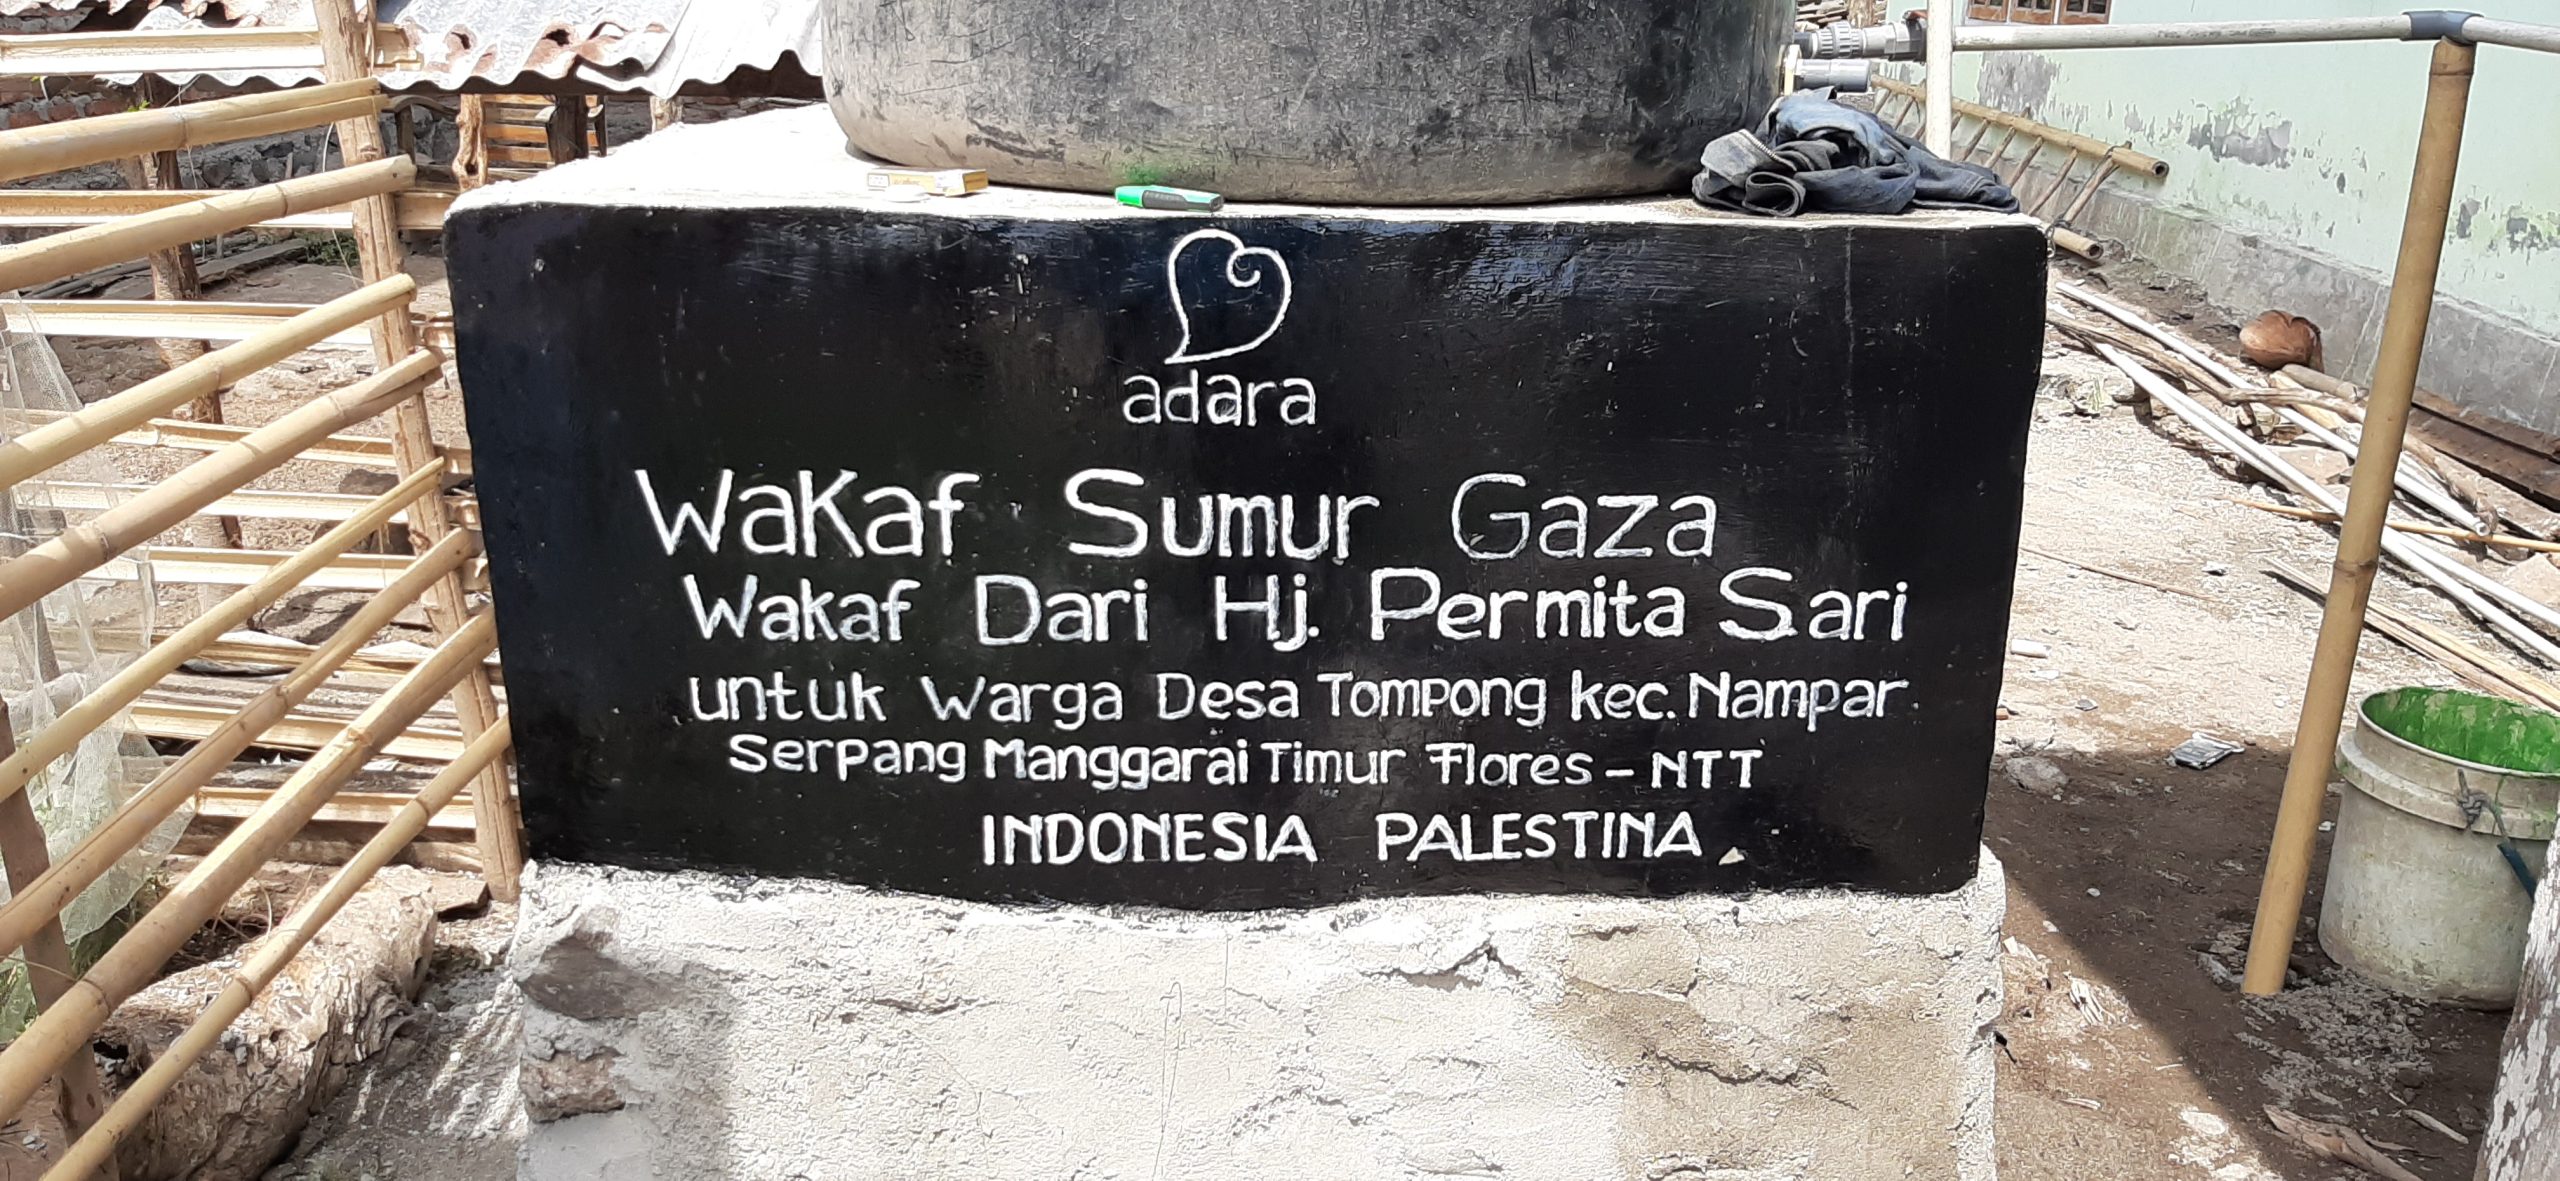 adara
Wakaf Sumur Gaza
Wakaf Dari Hj. Permita Sari
untuk Warga Desa Tompong Kec. Nampar
Serpang Manggarai Timur Flores - NTT
INDONESIA PALESTINA